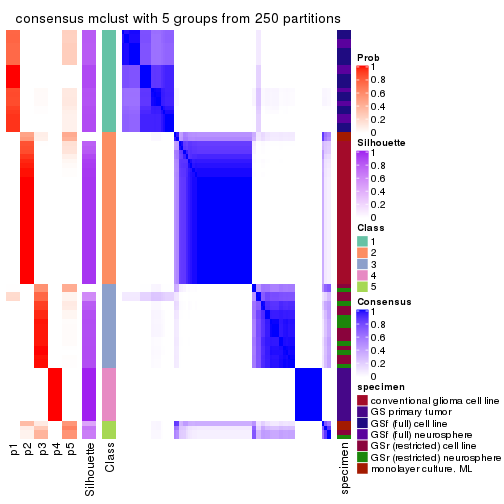 consensus mclust with 5 groups from 250 partitions
Prob
1
0.8
0.6
0.4
0.2
0
Silhouette
1
0.8
0.6
0.4
0.2
0
Class
1
2
3
4
5
Consensus
1
0.8
0.6
0.4
0.2
0
specimen
conventional glioma cell line
GS primary tumor
GSf (full) cell line
GSf (full) neurosphere
GSr (restricted) cell line
GSr (restricted) neurosphere
monolayer culture. ML
p1
p2
p3
p4
p5
Silhouette
Class
specimen